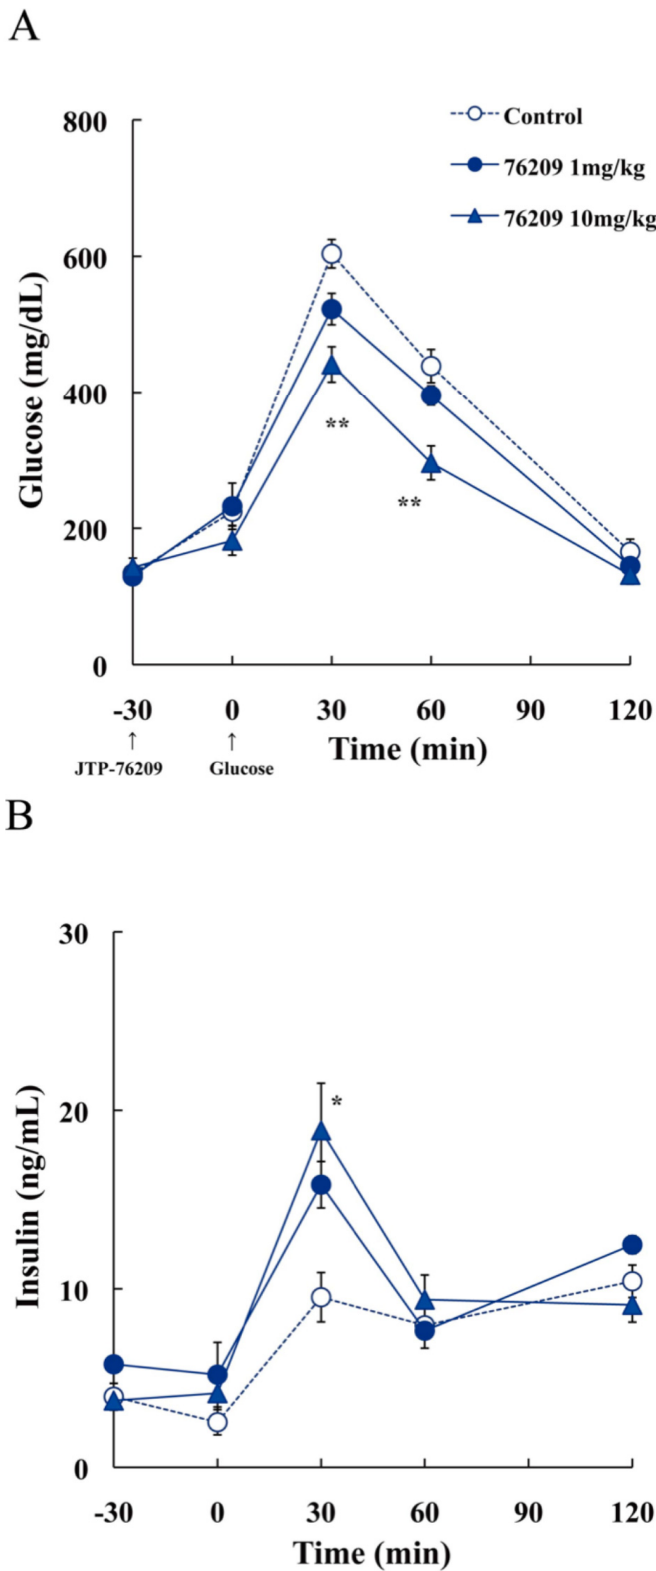 A
800
600
400
200
0
Glucose (mg/dL)
Control
76209 1mg/kg
76209 10mg/kg
**
**
-30 0 30 60 90 120
↑ ↑ Time (min)
JTP-76209 Glucose
B
30
20
10
0
Insulin (ng/mL)
*
-30 0 30 60 90 120
Time (min)